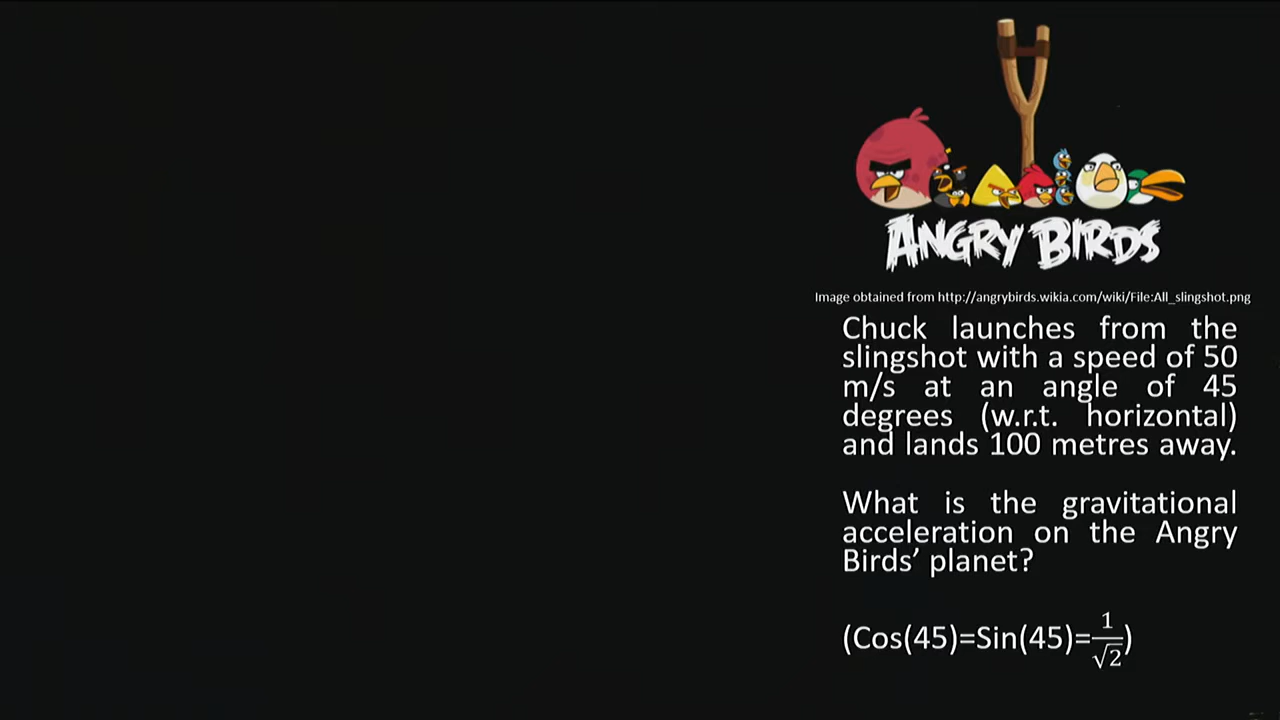 ANGRY BIRDS
Image obtained from http://angrybirds.wikia.com/wiki/File:All_slingshot.png
Chuck launches from the
slingshot with a speed of 50
m/s at an angle of 45
degrees (w.r.t. horizontal)
and lands 100 metres away.
What is the gravitational
acceleration on the Angry
Birds’ planet?
(Cos(45)=Sin(45)=1/√2)